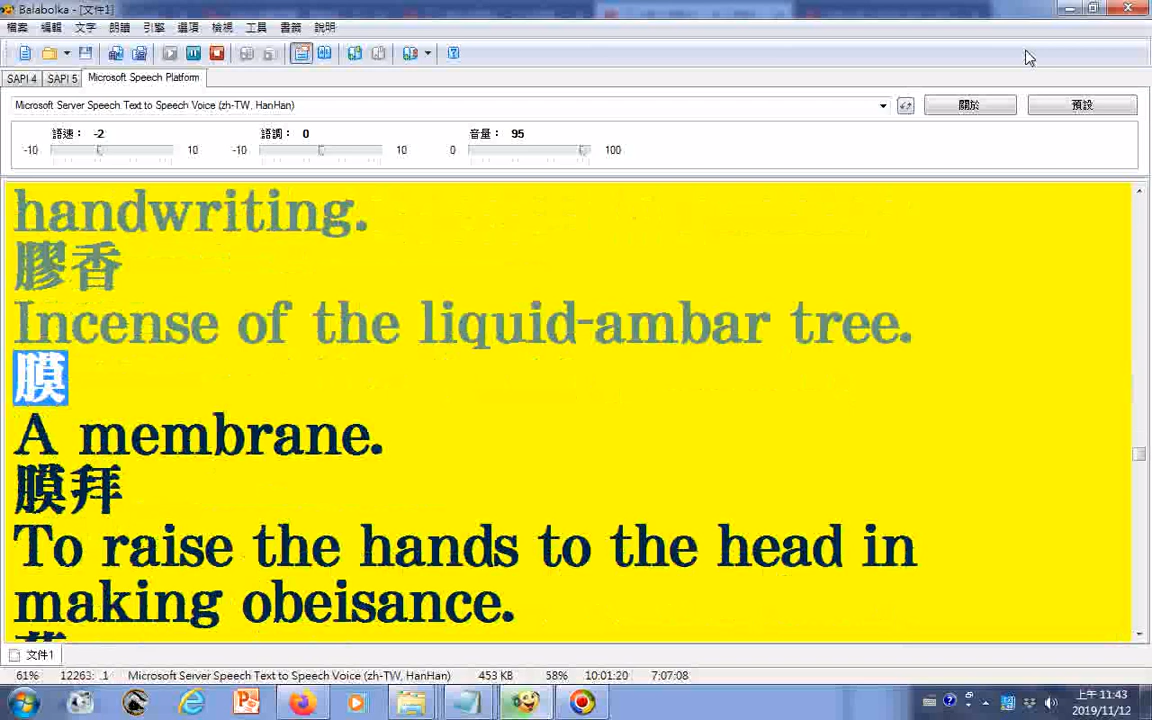 Balabolka - [文件1]
檔案 編輯 文字 朗讀 引擎 選項 檢視 工具 書籤 說明
SAPI 4 SAPI 5 Microsoft Speech Platform
Microsoft Server Speech Text to Speech Voice (zh-TW, HanHan) 關於 預設
語速： -2 語調： 0 音量： 95
-10 10 -10 10 0 100
handwriting.
膠香
Incense of the liquid-ambar tree.
膜
A membrane.
膜拜
To raise the hands to the head in
making obeisance.
文件1
61% 12263: .1 Microsoft Server Speech Text to Speech Voice (zh-TW, HanHan) 453 KB 58% 10:01:20 7:07:08
上午 11:43
2019/11/12